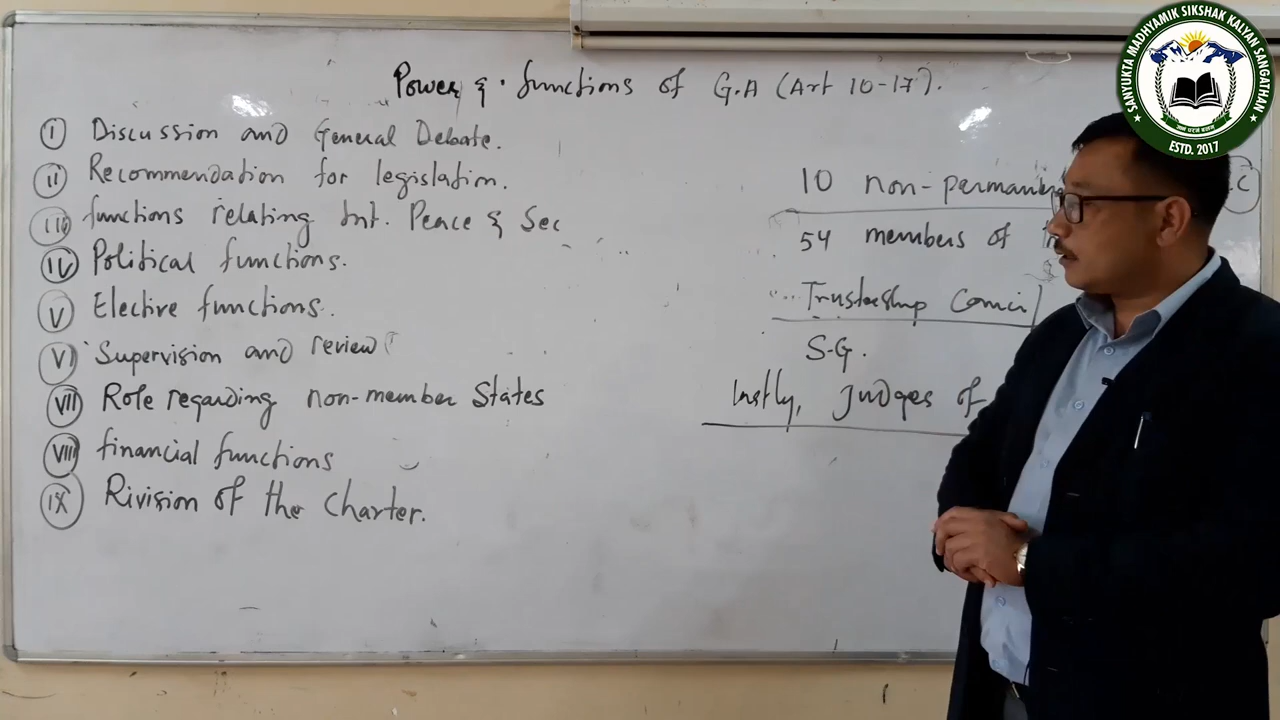 Power & functions of G.A (Art 10-17).
I Discussion and General Debate.
II Recommendation for legislation.
III functions relating Int. Peace & Sec
IV Political functions.
V Elective functions.
VI Supervision and review
VII Role regarding non-member States
VIII financial functions
IX Rivision of the Charter.
10 non-permanen
C
54 members of
Trusteeship Council
S.G.
lastly, Judges of
SANYUKTA MADHYAMIK SIKSHAK KALYAN SANGATHAN
ESTD. 2017